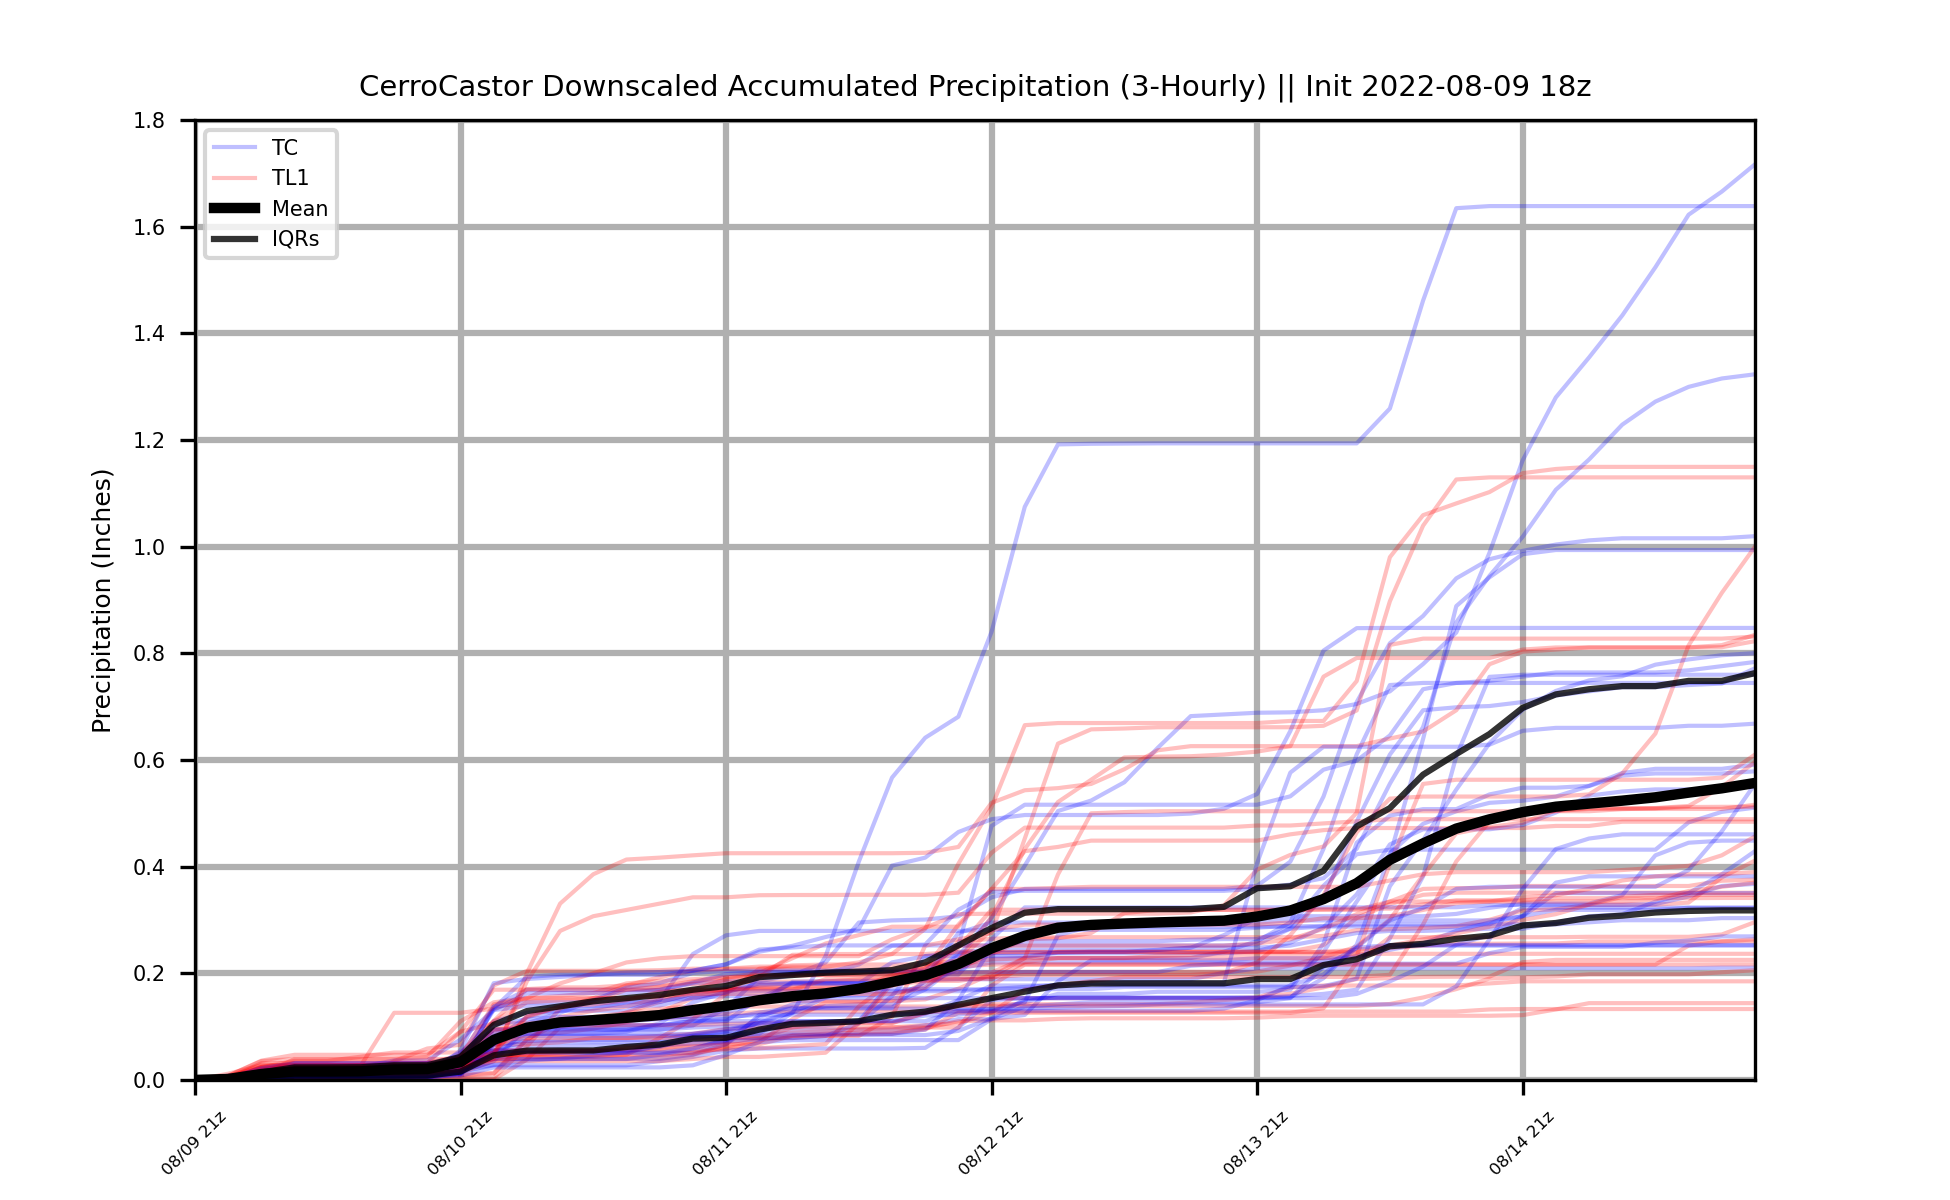 CerroCastor Downscaled Accumulated Precipitation (3-Hourly) || Init 2022-08-09 18z
TC
TL1
Mean
IQRs
Precipitation (Inches)
1.8
1.6
1.4
1.2
1.0
0.8
0.6
0.4
0.2
0.0
08/09 21z
08/10 21z
08/11 21z
08/12 21z
08/13 21z
08/14 21z